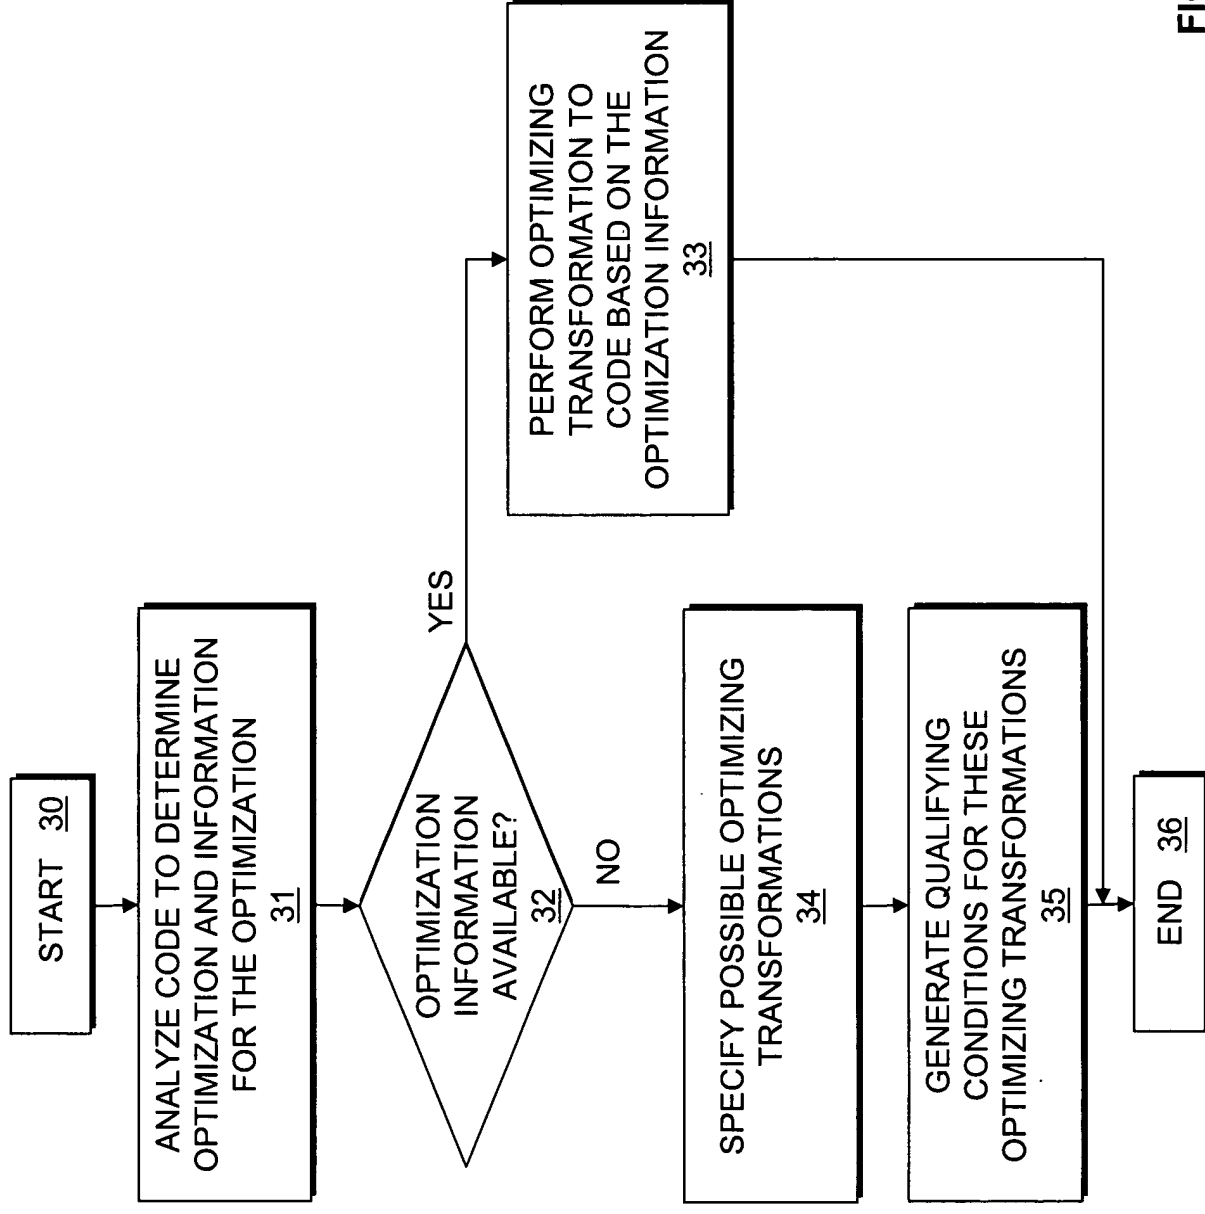 START 30
ANALYZE CODE TO DETERMINE
OPTIMIZATION AND INFORMATION
FOR THE OPTIMIZATION
31
OPTIMIZATION
INFORMATION
AVAILABLE?
32
YES
NO
PERFORM OPTIMIZING
TRANSFORMATION TO
CODE BASED ON THE
OPTIMIZATION INFORMATION
33
SPECIFY POSSIBLE OPTIMIZING
TRANSFORMATIONS
34
GENERATE QUALIFYING
CONDITIONS FOR THESE
OPTIMIZING TRANSFORMATIONS
35
END 36